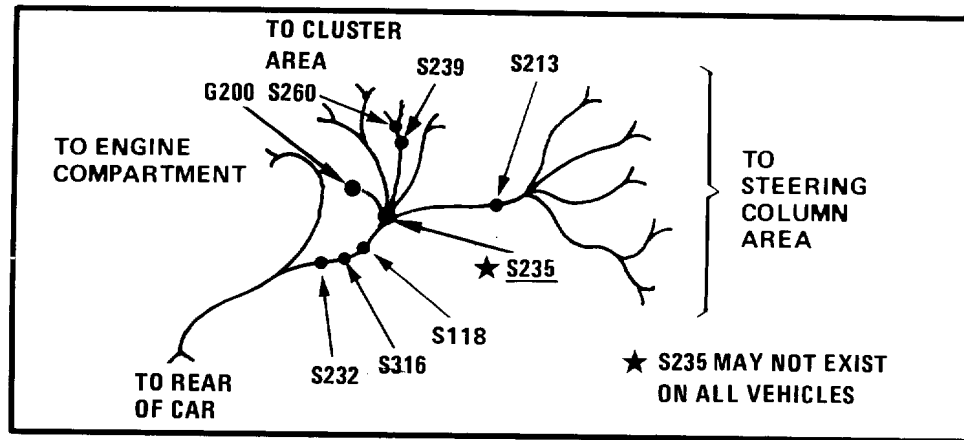 TO CLUSTER
AREA
S239
S213
G200
S260
TO ENGINE
COMPARTMENT
TO
STEERING
COLUMN
AREA
★ S235
S118
S316
S232
TO REAR
OF CAR
★ S235 MAY NOT EXIST
ON ALL VEHICLES